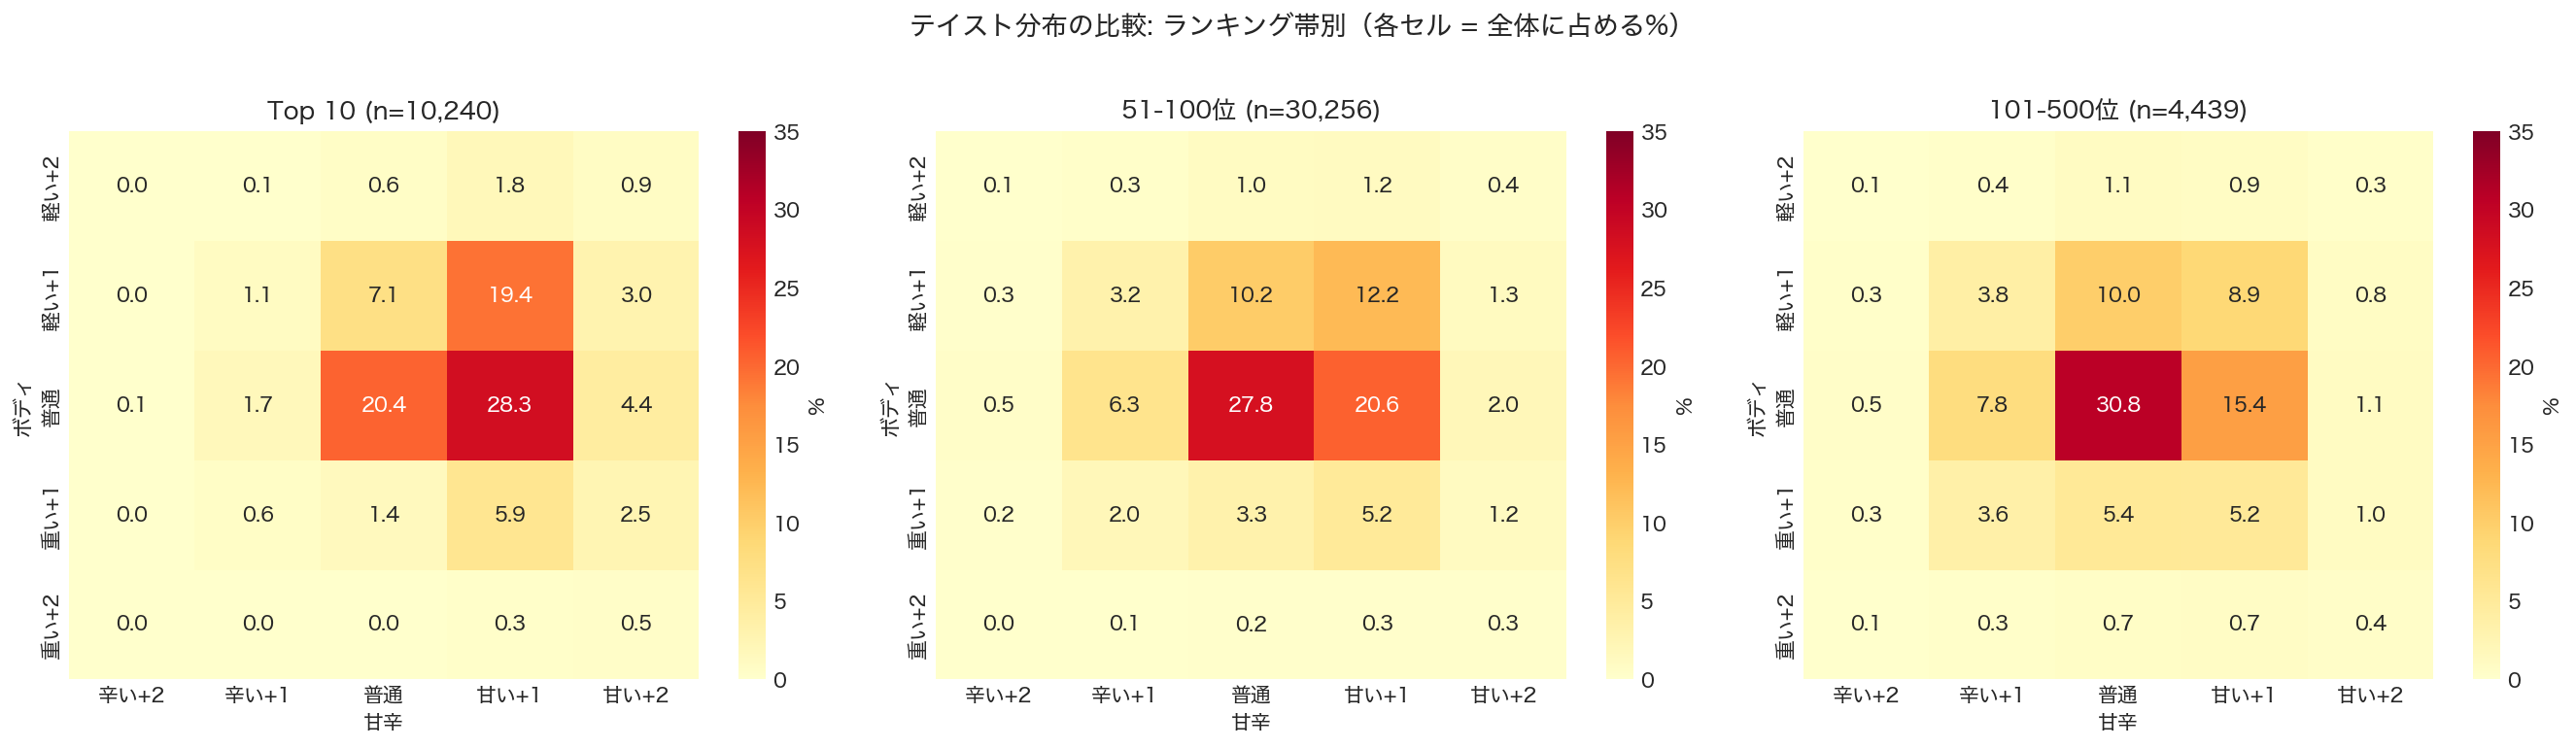 テイスト分布の比較: ランキング帯別（各セル = 全体に占める%）
Top 10 (n=10,240)
ボディ
軽い+2
軽い+1
普通
重い+1
重い+2
0.0 0.1 0.6 1.8 0.9
0.0 1.1 7.1 19.4 3.0
0.1 1.7 20.4 28.3 4.4
0.0 0.6 1.4 5.9 2.5
0.0 0.0 0.0 0.3 0.5
辛い+2 辛い+1 普通 甘い+1 甘い+2
甘辛
35
30
25
20
15
10
5
0
%
51-100位 (n=30,256)
ボディ
軽い+2
軽い+1
普通
重い+1
重い+2
0.1 0.3 1.0 1.2 0.4
0.3 3.2 10.2 12.2 1.3
0.5 6.3 27.8 20.6 2.0
0.2 2.0 3.3 5.2 1.2
0.0 0.1 0.2 0.3 0.3
辛い+2 辛い+1 普通 甘い+1 甘い+2
甘辛
35
30
25
20
15
10
5
0
%
101-500位 (n=4,439)
ボディ
軽い+2
軽い+1
普通
重い+1
重い+2
0.1 0.4 1.1 0.9 0.3
0.3 3.8 10.0 8.9 0.8
0.5 7.8 30.8 15.4 1.1
0.3 3.6 5.4 5.2 1.0
0.1 0.3 0.7 0.7 0.4
辛い+2 辛い+1 普通 甘い+1 甘い+2
甘辛
35
30
25
20
15
10
5
0
%